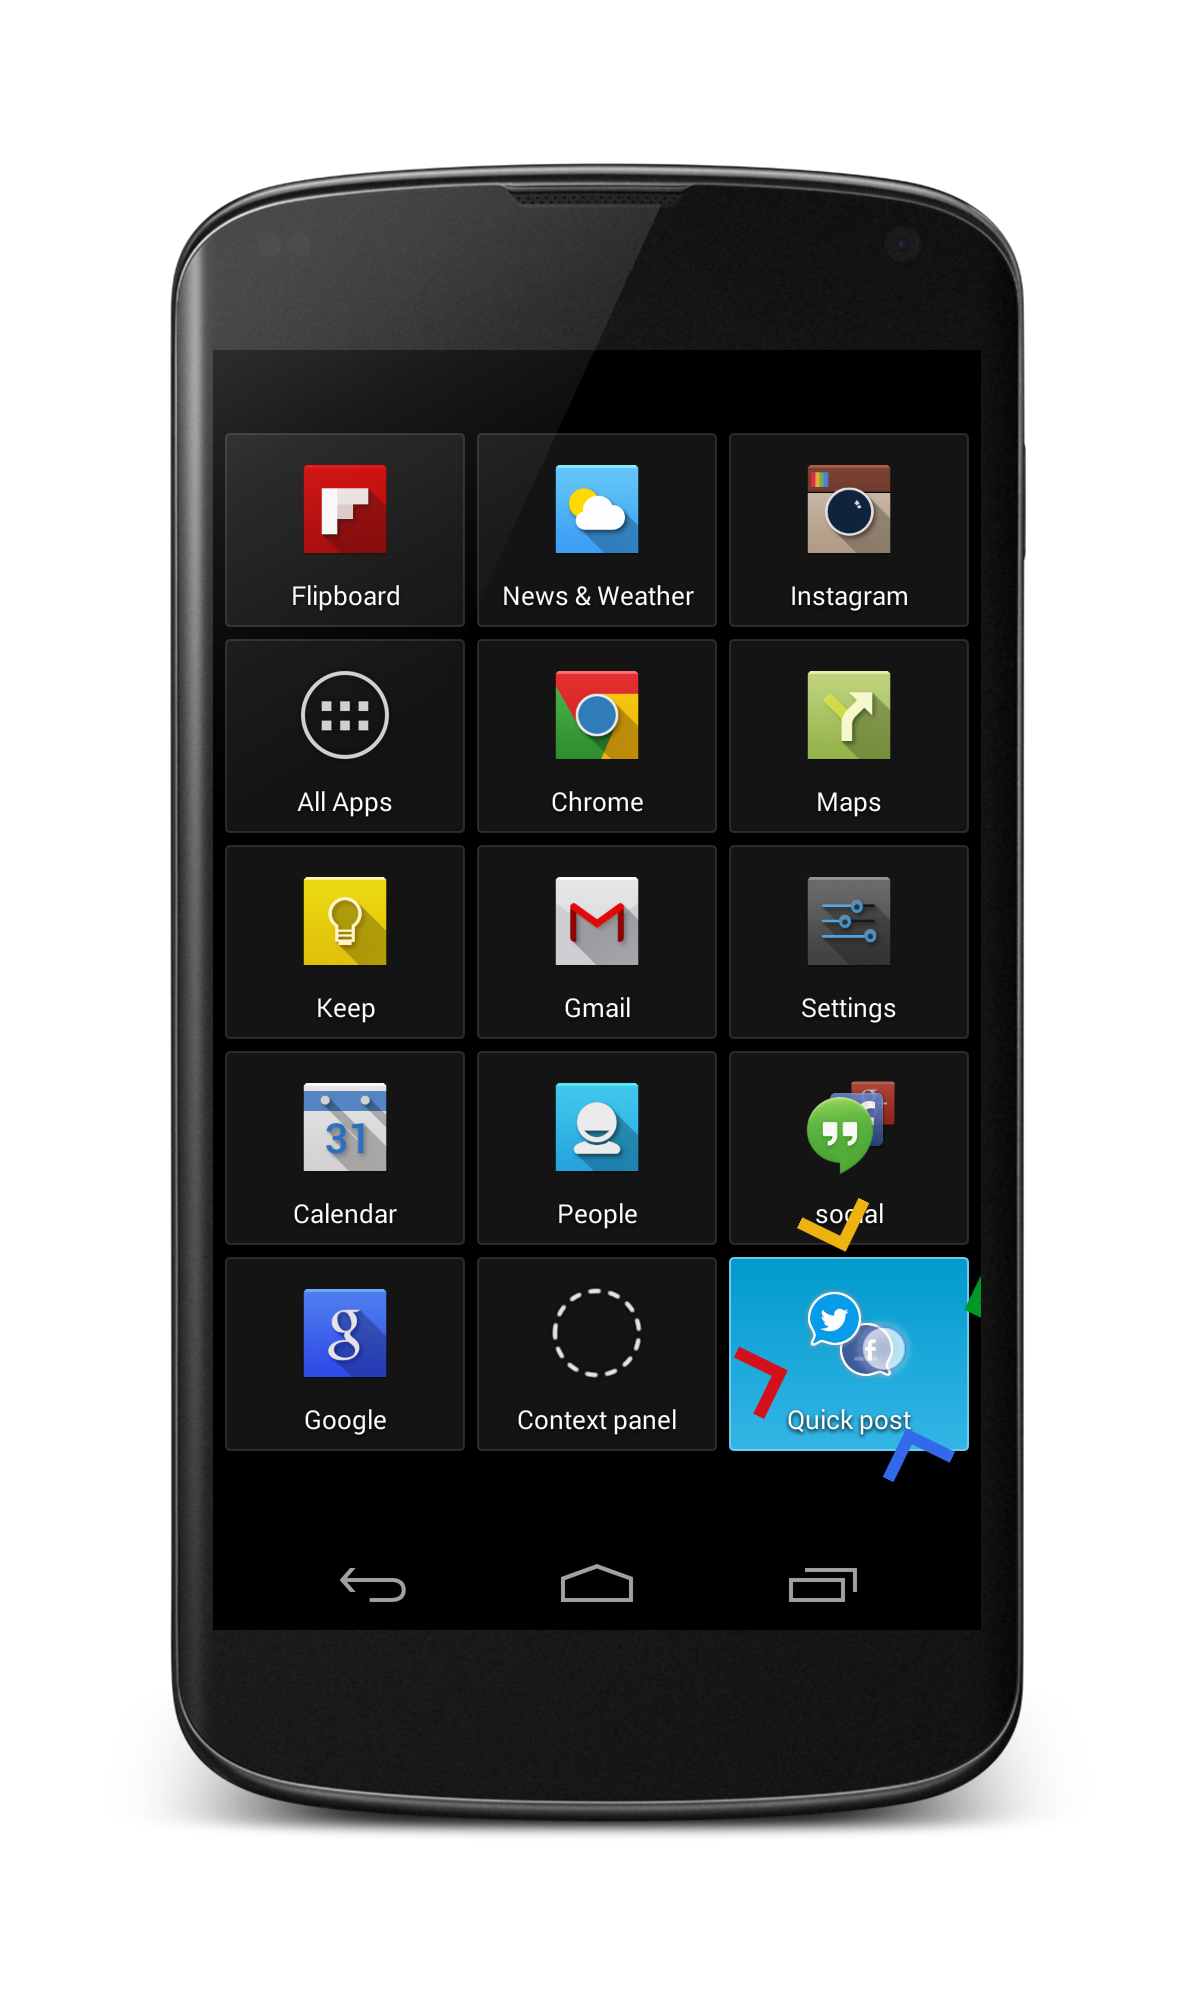 Flipboard
News & Weather
Instagram
All Apps
Chrome
Maps
Keep
Gmail
Settings
31
Calendar
People
social
g
Google
Context panel
f
Quick post